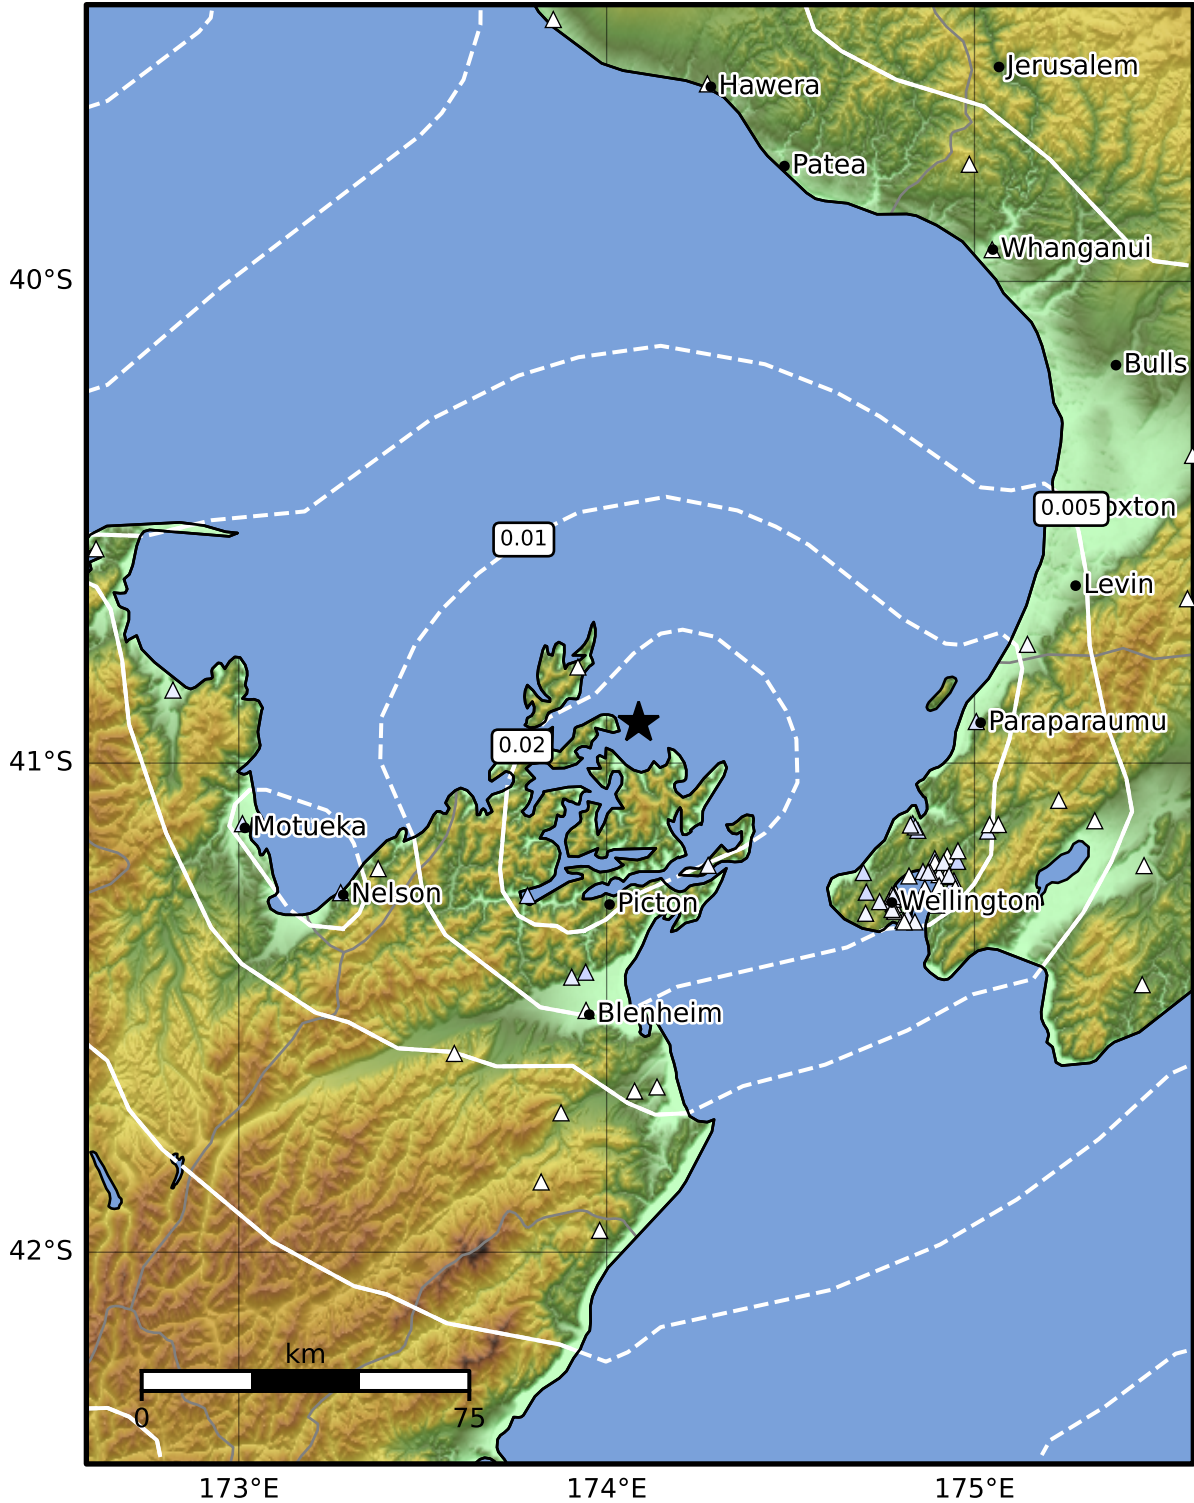 Jerusalem
Hawera
Patea
Whanganui
40°S
Bulls
0.005
oxton
0.01
Levin
Paraparaumu
0.02
41°S
Motueka
Nelson
Picton
Wellington
Blenheim
42°S
km
0
75
173°E
174°E
175°E